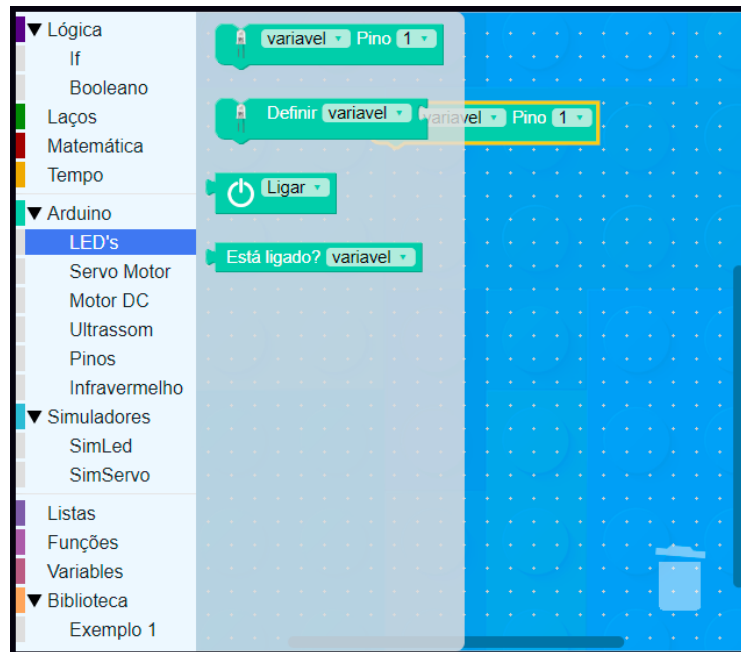 Lógica
If
Booleano
Laços
Matemática
Tempo
Arduino
LED's
Servo Motor
Motor DC
Ultrassom
Pinos
Infravermelho
Simuladores
SimLed
SimServo
Listas
Funções
Variables
Biblioteca
Exemplo 1
variavel Pino 1
Definir variavel
variavel Pino 1
Ligar
Está ligado? variavel